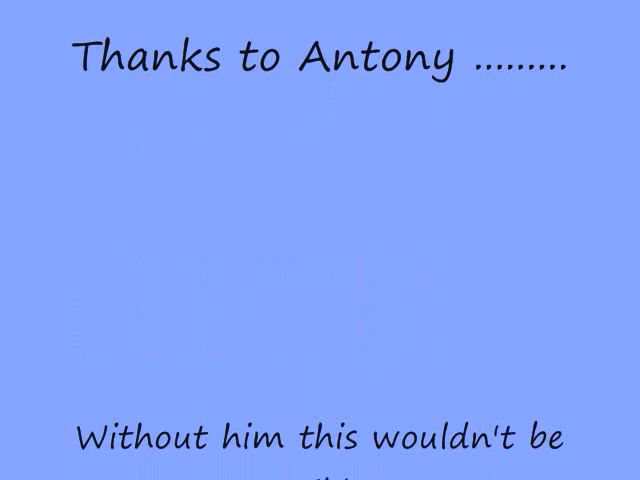 Thanks to Antony .........
Without him this wouldn't be